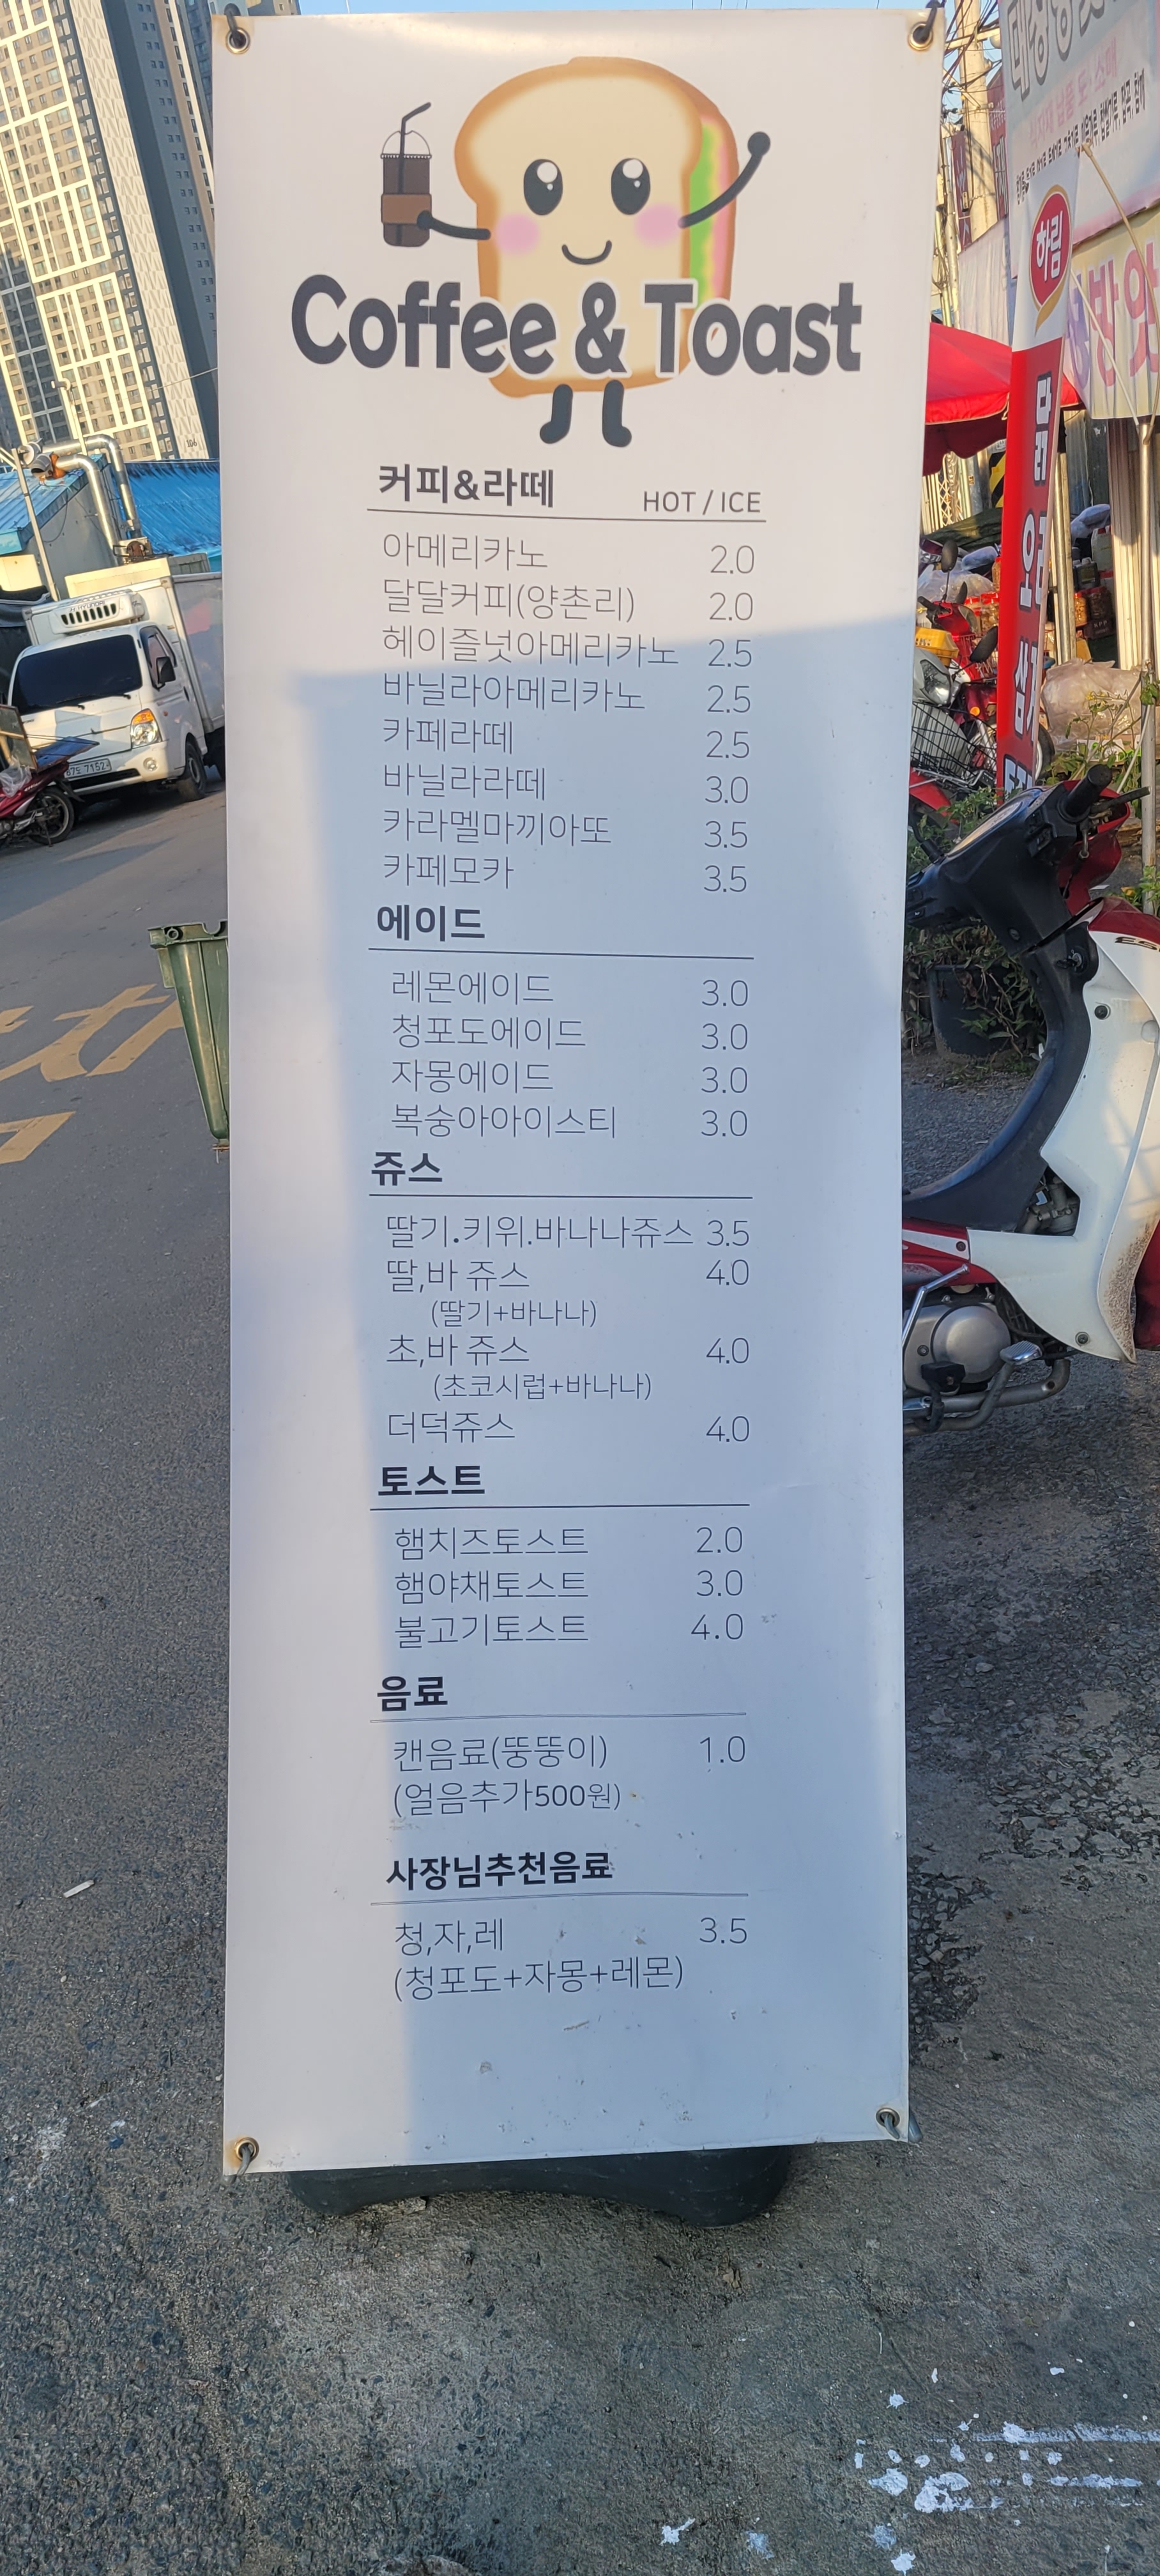 Coffee & Toast
커피&라떼 HOT / ICE
아메리카노 2.0
달달커피(양촌리) 2.0
헤이즐넛아메리카노 2.5
바닐라아메리카노 2.5
카페라떼 2.5
바닐라라떼 3.0
카라멜마끼아또 3.5
카페모카 3.5
에이드
레몬에이드 3.0
청포도에이드 3.0
자몽에이드 3.0
복숭아아이스티 3.0
쥬스
딸기.키위.바나나쥬스 3.5
딸,바 쥬스 4.0
(딸기+바나나)
초,바 쥬스 4.0
(초코시럽+바나나)
더덕쥬스 4.0
토스트
햄치즈토스트 2.0
햄야채토스트 3.0
불고기토스트 4.0
음료
캔음료(뚱뚱이) 1.0
(얼음추가500원)
사장님추천음료
청,자,레 3.5
(청포도+자몽+레몬)
하림
106